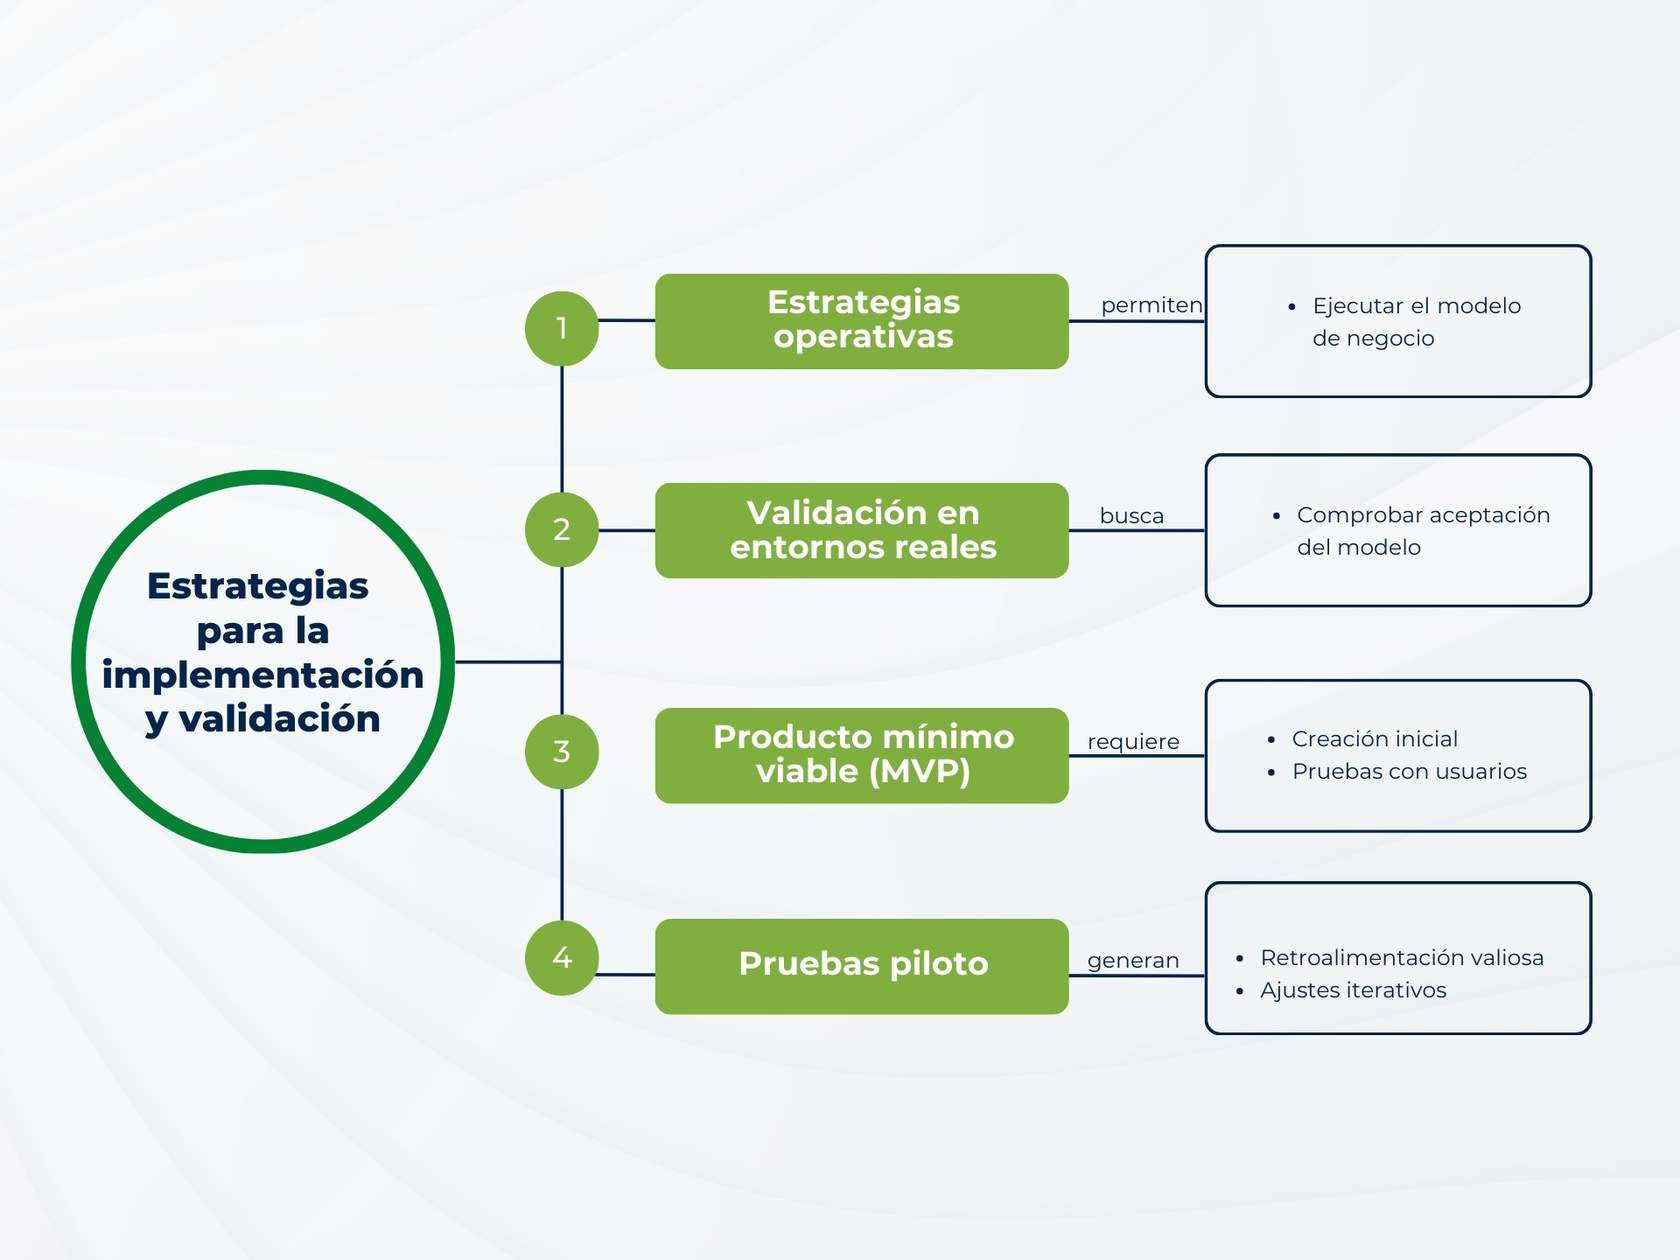 Estrategias
para la
implementación
y validación
1
Estrategias
operativas
permiten
• Ejecutar el modelo
de negocio
2
Validación en
entornos reales
busca
• Comprobar aceptación
del modelo
3
Producto mínimo
viable (MVP)
requiere
• Creación inicial
• Pruebas con usuarios
4
Pruebas piloto
generan
• Retroalimentación valiosa
• Ajustes iterativos